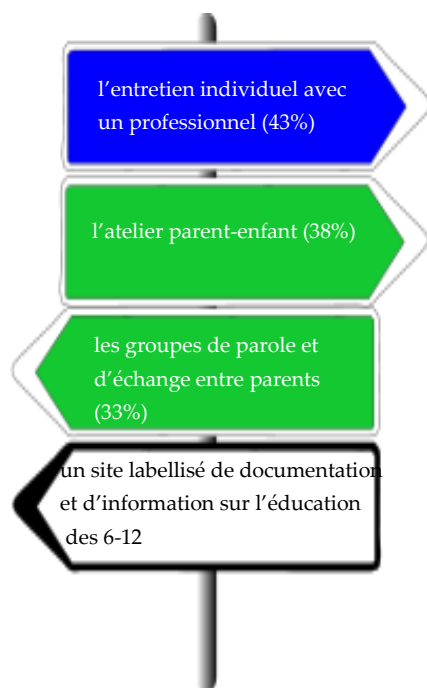 l’entretien individuel avec
un professionnel (43%)
l’atelier parent-enfant (38%)
les groupes de parole et
d’échange entre parents
(33%)
un site labellisé de documentation
et d’information sur l’éducation
des 6-12